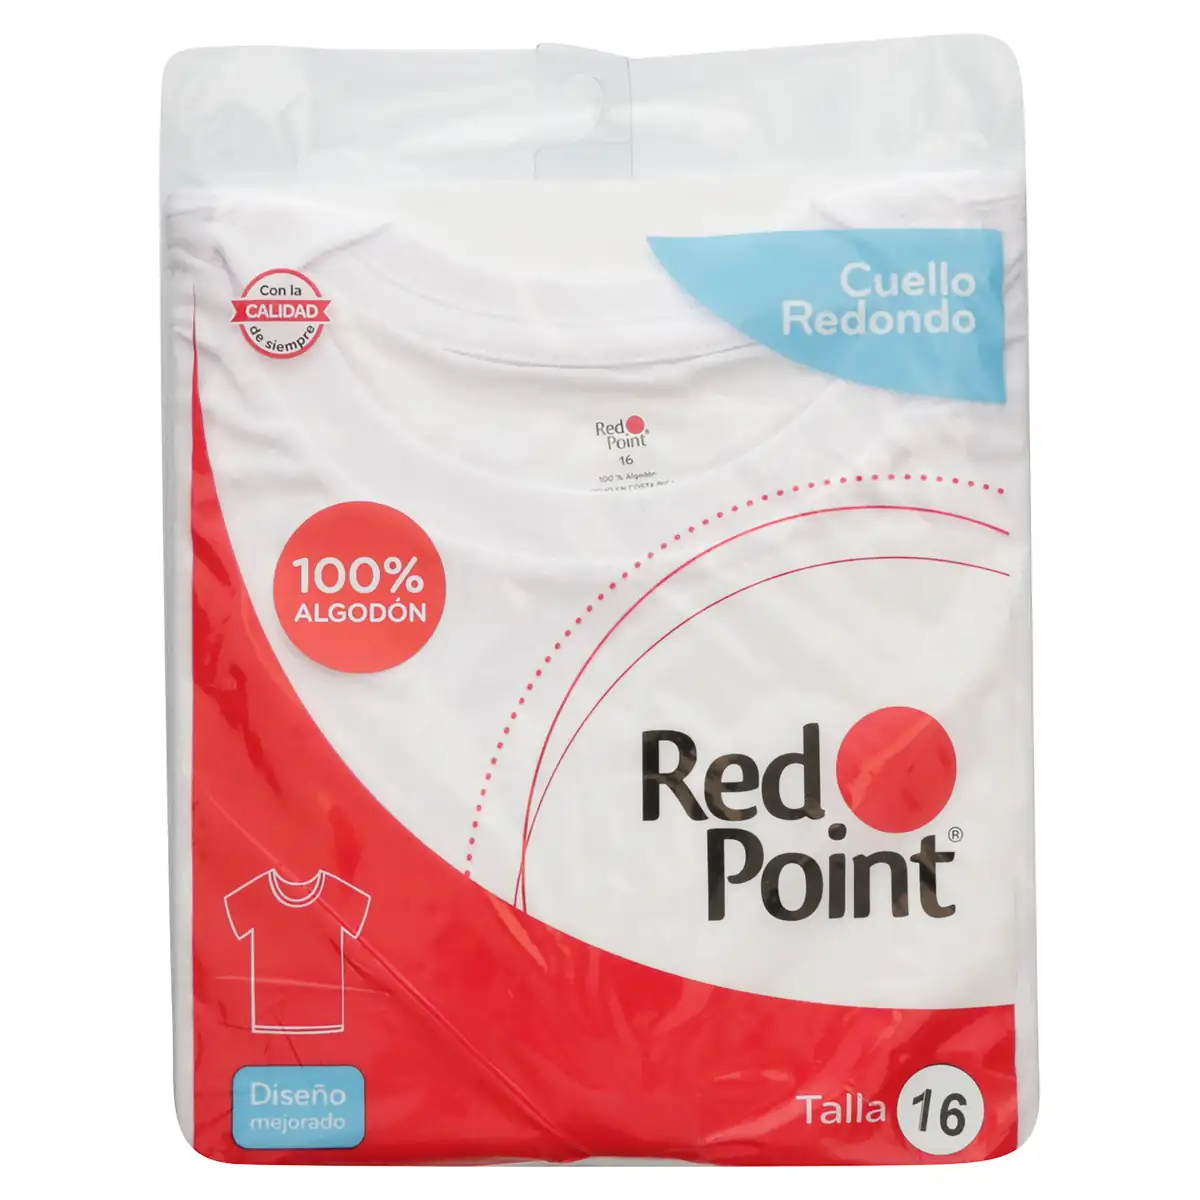 Cuello
Redondo
Con la
CALIDAD
de siempre
Red
Point
16
100 % Algodón
100%
ALGODÓN
Red
Point®
Diseño
mejorado
Talla 16